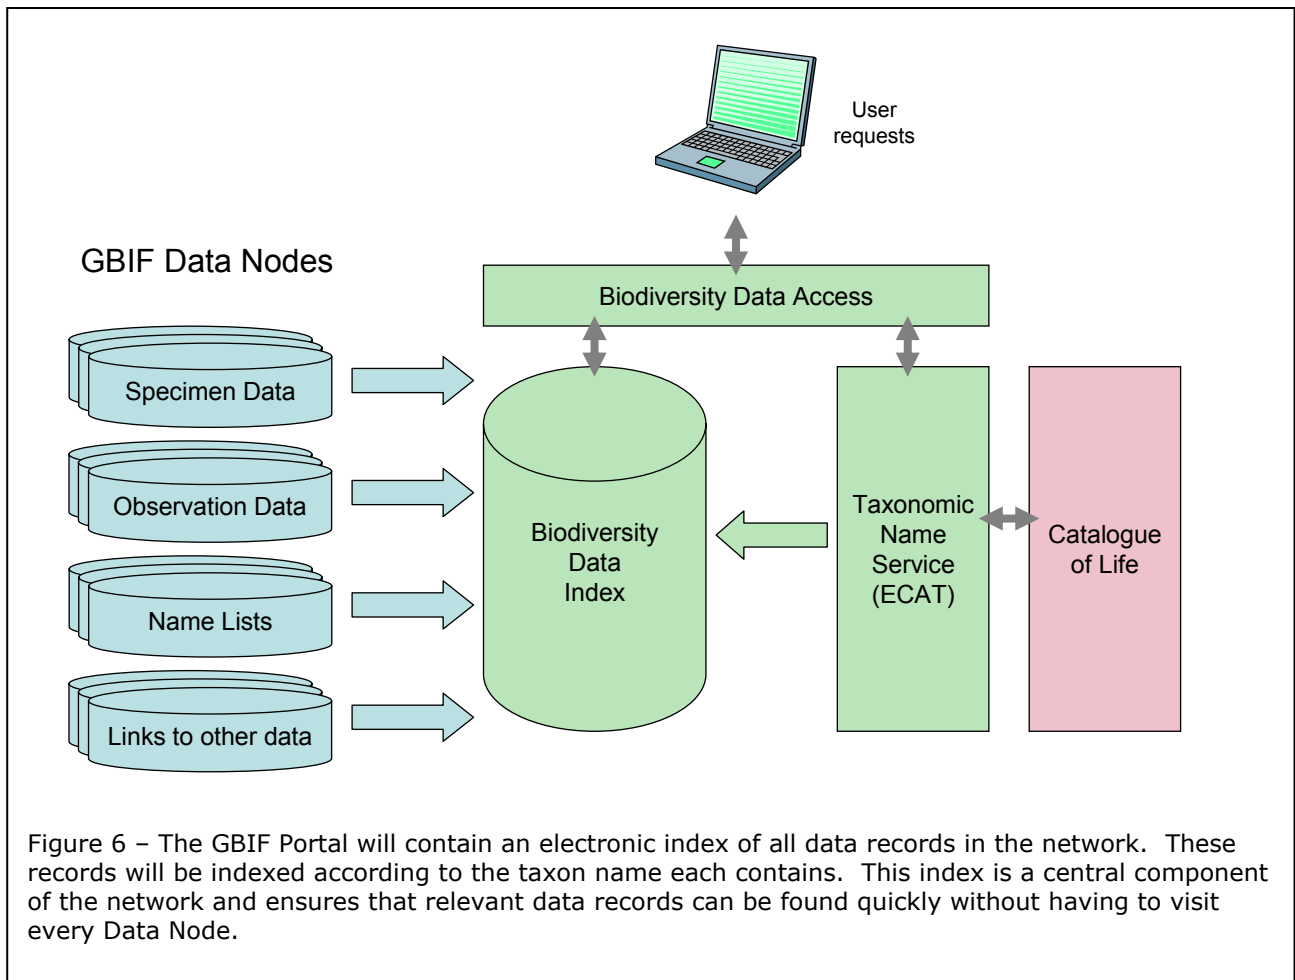 User
requests
GBIF Data Nodes
Biodiversity Data Access
Specimen Data
Observation Data
Name Lists
Links to other data
Biodiversity
Data
Index
Taxonomic
Name
Service
(ECAT)
Catalogue
of Life
Figure 6 – The GBIF Portal will contain an electronic index of all data records in the network.  These
records will be indexed according to the taxon name each contains.  This index is a central component
of the network and ensures that relevant data records can be found quickly without having to visit
every Data Node.